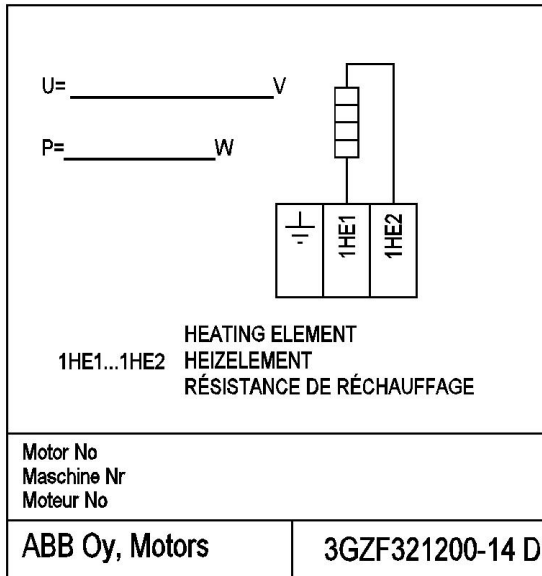 U= V
P= W
1HE1
1HE2
HEATING ELEMENT
1HE1...1HE2 HEIZELEMENT
RÉSISTANCE DE RÉCHAUFFAGE
Motor No
Maschine Nr
Moteur No
ABB Oy, Motors
3GZF321200-14 D